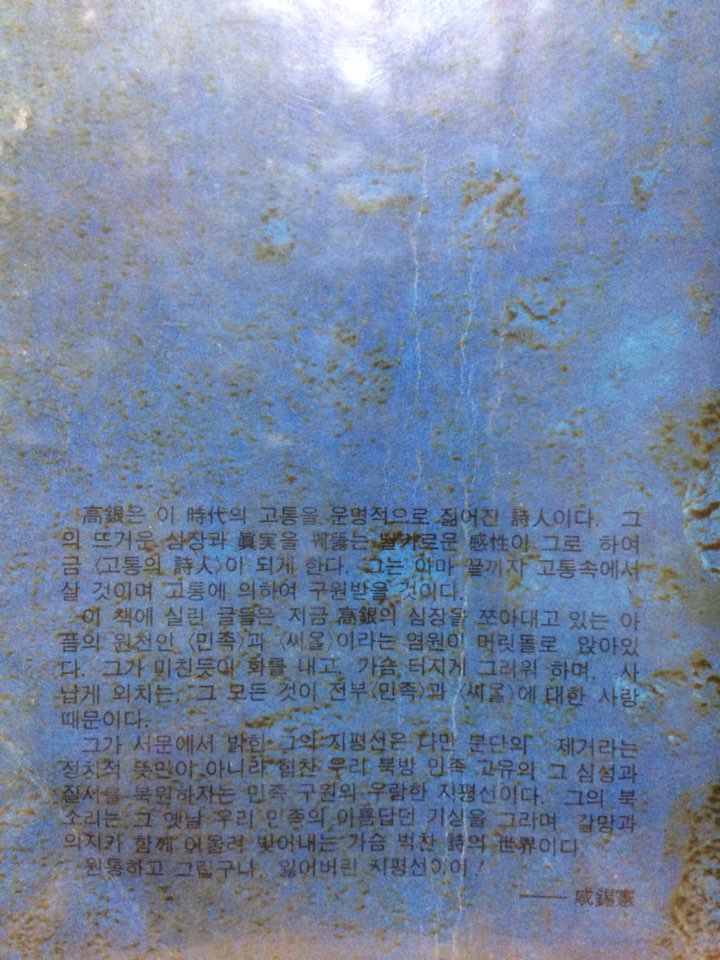 高銀은 이 時代의 고통을 운명적으로 짊어진 詩人이다. 그
의 뜨거운 심장과 眞実을 꿰뚫는 날카로운 感性이 그로 하여
금 〈고통의 詩人〉이 되게 한다. 그는 아마 끝까지 고통속에서
살 것이며 고통에 의하여 구원받을 것이다.
이 책에 실린 글들은 지금 高銀의 심장을 쪼아대고 있는 아
픔의 원천인 〈민족〉과 〈씨올〉이라는 염원이 머릿돌로 앉아있
다. 그가 미친듯이 화를 내고, 가슴 터지게 그러워 하며, 사
납게 외치는, 그 모든 것이 전부〈민족〉과 〈씨올〉에 대한 사랑
때문이다.
그가 서문에서 밝힌 그의 지평선은 다만 분단의 제거라는
정치적 뜻만이 아니라 힘찬 우리 북방 민족 고유의 그 심성과
질서를 복원하자는 민족 구원의 우람한 지평선이다. 그의 북
소리는 그 옛날 우리 민족의 아름답던 기상을 그리며 갈망과
의지가 함께 어울려 빚어내는 가슴 벅찬 詩의 世界이다
원통하고 그립구나, 잃어버린 지평선이여!
—— 咸錫憲